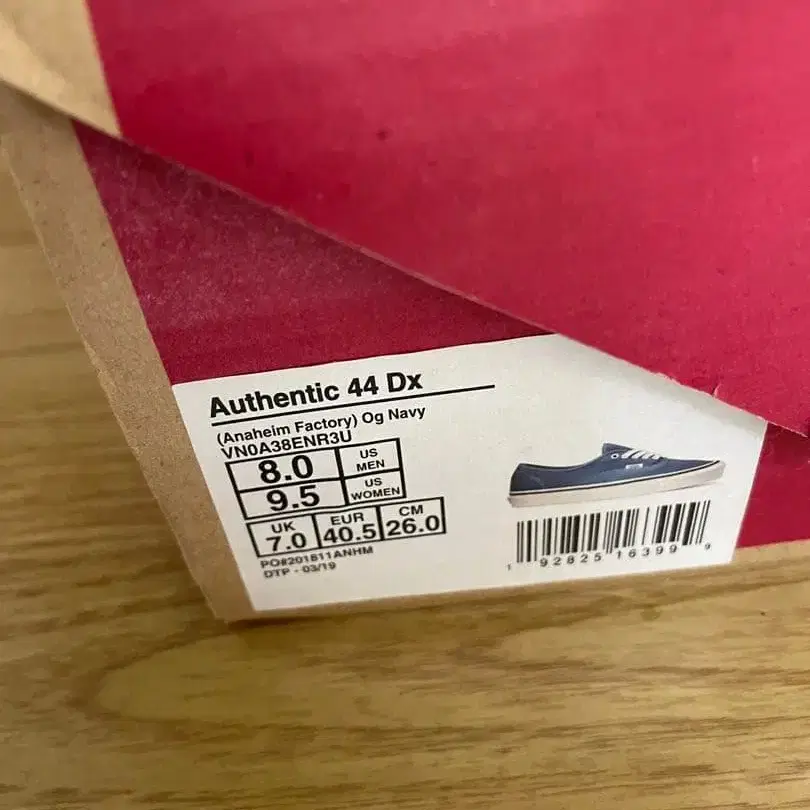 Authentic 44 Dx
(Anaheim Factory) Og Navy
VN0A38ENR3U
8.0 US MEN
9.5 US WOMEN
UK 7.0 EUR 40.5 CM 26.0
PO#201811ANHM
DTP - 03/19
1 92825 16399 9